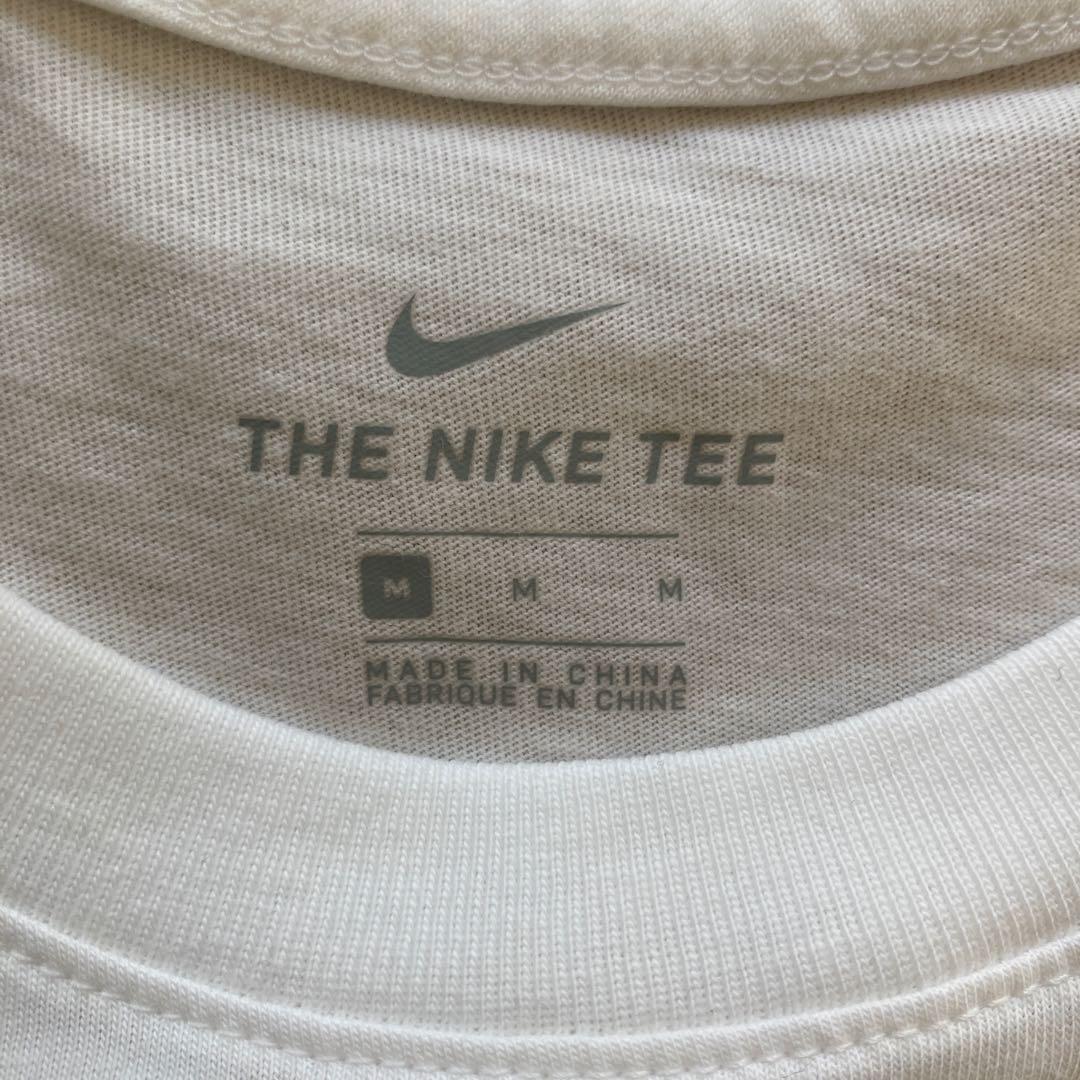 THE NIKE TEE
M M M
MADE IN CHINA
FABRIQUE EN CHINE